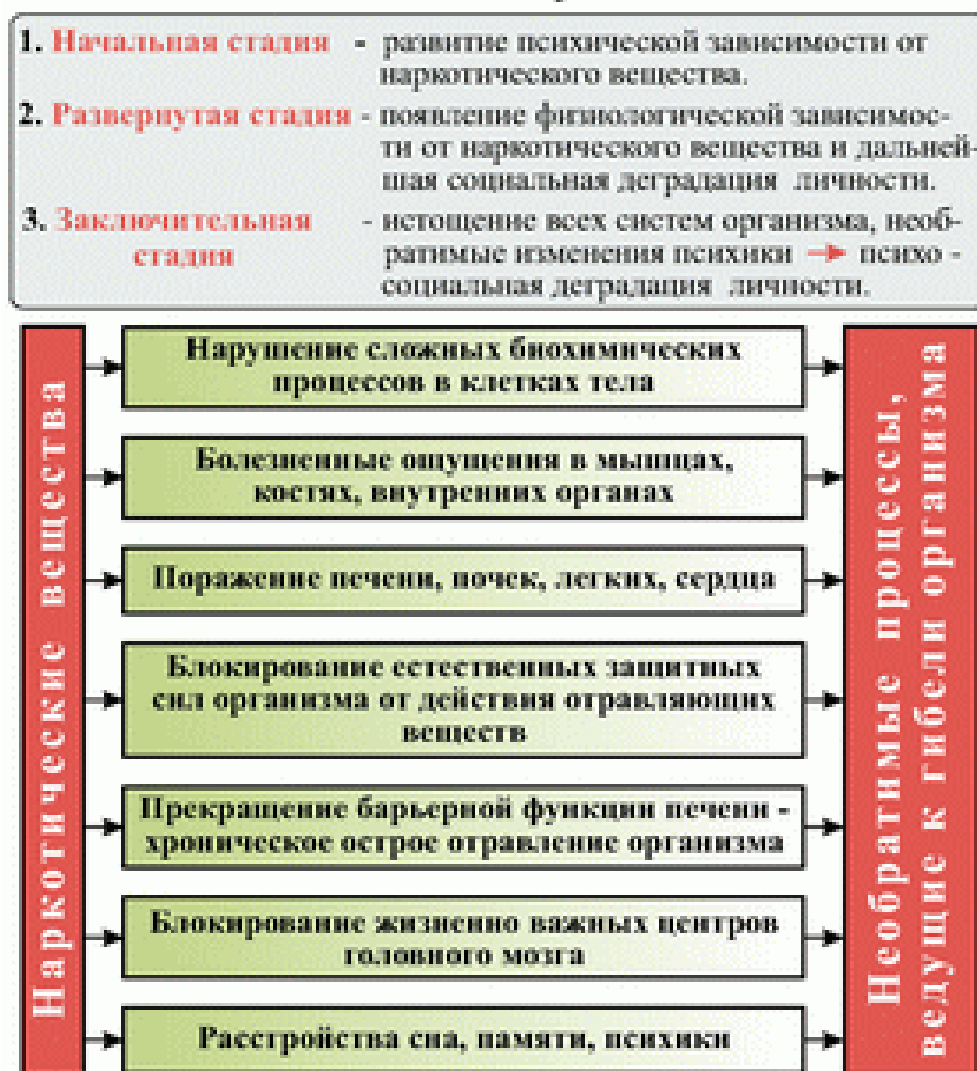 1. Начальная стадия - развитие психической зависимости от
наркотического вещества.
2. Развернутая стадия - появление физиологической зависимос-
ти от наркотического вещества и дальней-
шая социальная деградация личности.
3. Заключительная - истощение всех систем организма, необ-
стадия ратимые изменения психики → психо -
социальная деградация личности.
Наркотические вещества
Нарушение сложных биохимических
процессов в клетках тела
Болезненные ощущения в мышцах,
костях, внутренних органах
Поражение печени, почек, легких, сердца
Блокирование естественных защитных
сил организма от действия отравляющих
веществ
Прекращение барьерной функции печени -
хроническое острое отравление организма
Блокирование жизненно важных центров
головного мозга
Расстройства сна, памяти, психики
Необратимые процессы,
ведущие к гибели организма